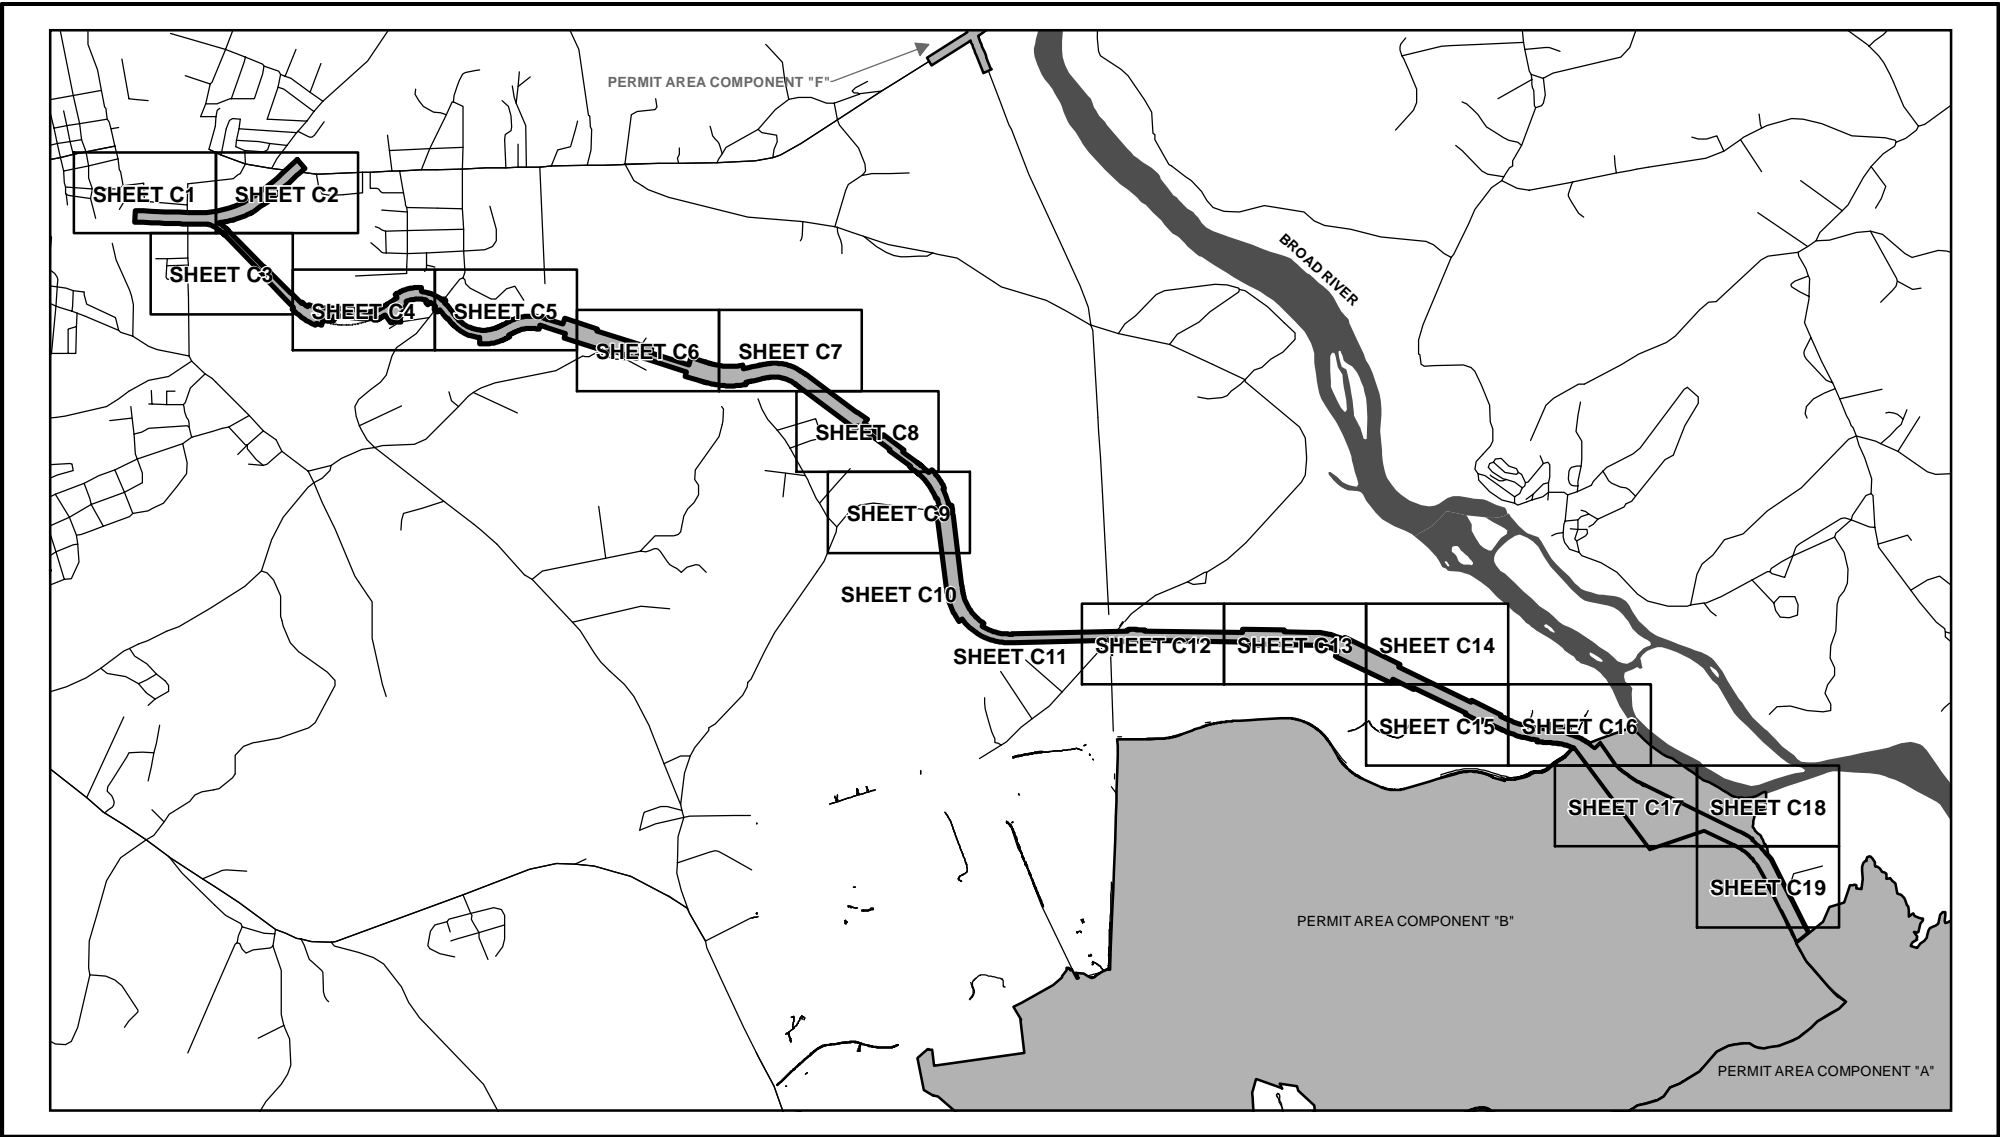 PERMIT AREA COMPONENT "F"
SHEET C1
SHEET C2
BROAD RIVER
SHEET C3
SHEET C4
SHEET C5
SHEET C6
SHEET C7
SHEET C8
SHEET C9
SHEET C10
SHEET C11
SHEET C12
SHEET C13
SHEET C14
SHEET C15
SHEET C16
SHEET C17
SHEET C18
SHEET C19
PERMIT AREA COMPONENT "B"
PERMIT AREA COMPONENT "A"